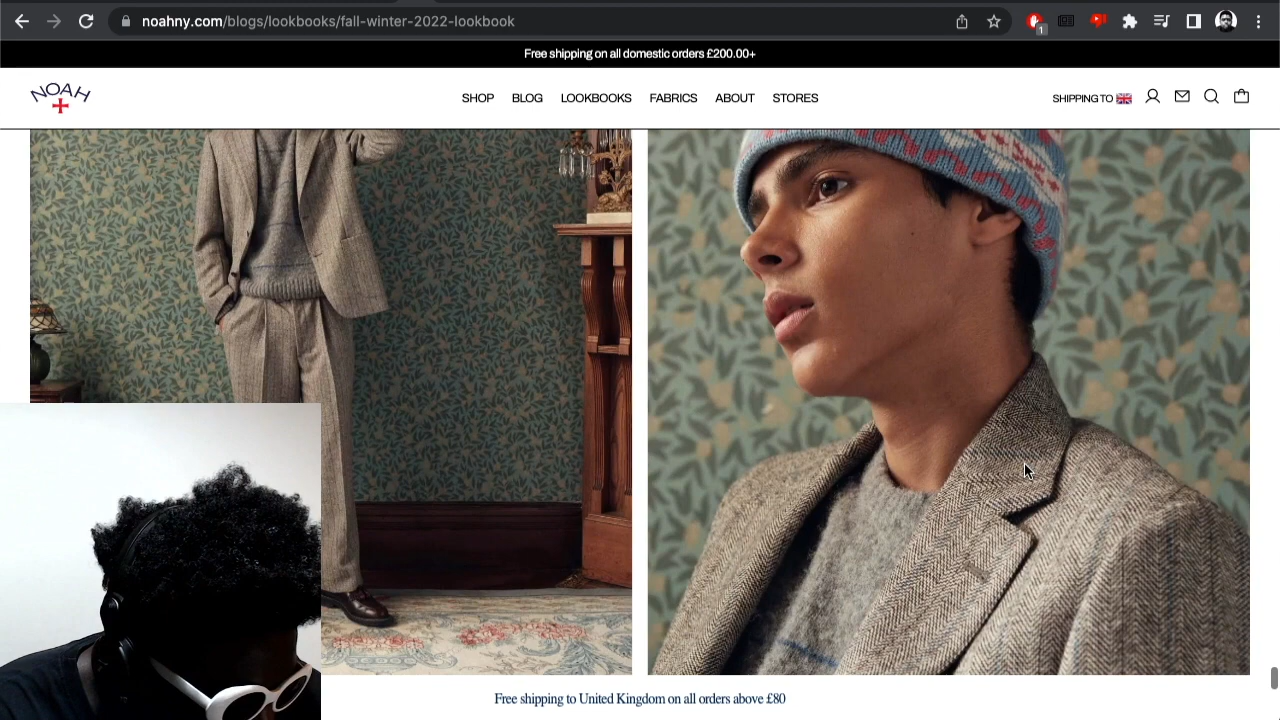 noahny.com/blogs/lookbooks/fall-winter-2022-lookbook
1
Free shipping on all domestic orders £200.00+
NOAH
SHOP BLOG LOOKBOOKS FABRICS ABOUT STORES
SHIPPING TO
Free shipping to United Kingdom on all orders above £80